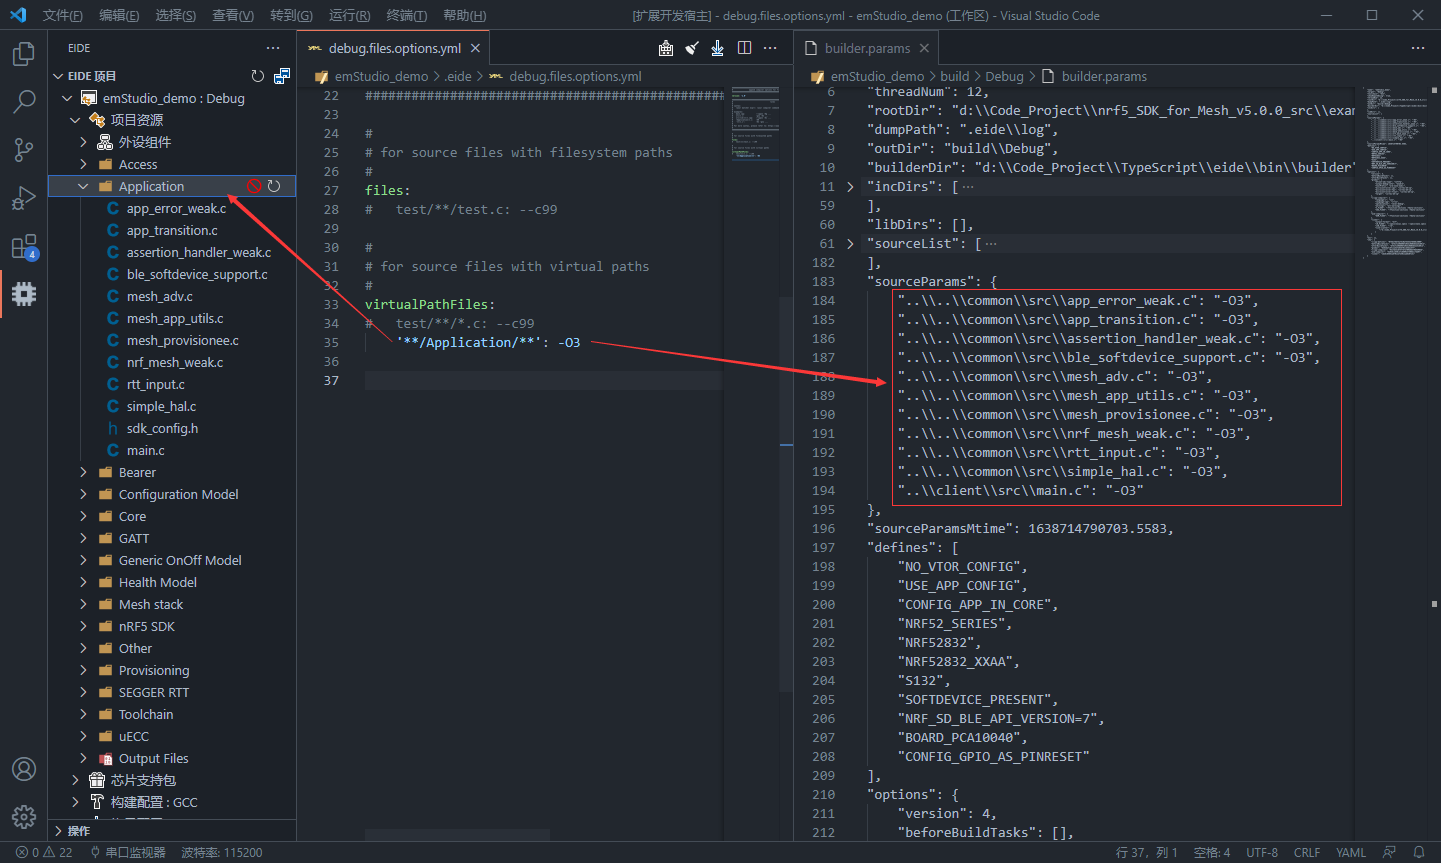 文件(F) 编辑(E) 选择(S) 查看(V) 转到(G) 运行(R) 终端(T) 帮助(H)
[扩展开发宿主] - debug.files.options.yml - emStudio_demo (工作区) - Visual Studio Code
EIDE
EIDE 项目
emStudio_demo : Debug
项目资源
外设组件
Access
Application
app_error_weak.c
app_transition.c
assertion_handler_weak.c
ble_softdevice_support.c
mesh_adv.c
mesh_app_utils.c
mesh_provisionee.c
nrf_mesh_weak.c
rtt_input.c
simple_hal.c
sdk_config.h
main.c
Bearer
Configuration Model
Core
GATT
Generic OnOff Model
Health Model
Mesh stack
nRF5 SDK
Other
Provisioning
SEGGER RTT
Toolchain
uECC
Output Files
芯片支持包
构建配置 : GCC
操作
4
debug.files.options.yml
emStudio_demo > .eide > debug.files.options.yml
22 ###############################################
23
24 #
25 # for source files with filesystem paths
26 #
27 files:
28 #   test/**/test.c: --c99
29
30 #
31 # for source files with virtual paths
32 #
33 virtualPathFiles:
34 #   test/**/*.c: --c99
35     '**/Application/**': -O3
36
37
builder.params
emStudio_demo > build > Debug > builder.params
6 "threadNum": 12,
7 "rootDir": "d:\\Code_Project\\nrf5_SDK_for_Mesh_v5.0.0_src\\exam
8 "dumpPath": ".eide\\log",
9 "outDir": "build\\Debug",
10 "builderDir": "d:\\Code_Project\\TypeScript\\eide\\bin\\builder"
11 "incDirs": [ ···
59 ],
60 "libDirs": [],
61 "sourceList": [ ···
182 ],
183 "sourceParams": {
184     "..\\..\\common\\src\\app_error_weak.c": "-O3",
185     "..\\..\\common\\src\\app_transition.c": "-O3",
186     "..\\..\\common\\src\\assertion_handler_weak.c": "-O3",
187     "..\\..\\common\\src\\ble_softdevice_support.c": "-O3",
188     "..\\..\\common\\src\\mesh_adv.c": "-O3",
189     "..\\..\\common\\src\\mesh_app_utils.c": "-O3",
190     "..\\..\\common\\src\\mesh_provisionee.c": "-O3",
191     "..\\..\\common\\src\\nrf_mesh_weak.c": "-O3",
192     "..\\..\\common\\src\\rtt_input.c": "-O3",
193     "..\\..\\common\\src\\simple_hal.c": "-O3",
194     "..\\client\\src\\main.c": "-O3"
195 },
196 "sourceParamsMtime": 1638714790703.5583,
197 "defines": [
198     "NO_VTOR_CONFIG",
199     "USE_APP_CONFIG",
200     "CONFIG_APP_IN_CORE",
201     "NRF52_SERIES",
202     "NRF52832",
203     "NRF52832_XXAA",
204     "S132",
205     "SOFTDEVICE_PRESENT",
206     "NRF_SD_BLE_API_VERSION=7",
207     "BOARD_PCA10040",
208     "CONFIG_GPIO_AS_PINRESET"
209 ],
210 "options": {
211     "version": 4,
212     "beforeBuildTasks": [],
0 22 串口监视器 波特率: 115200
行 37，列 1 空格: 4 UTF-8 CRLF YAML